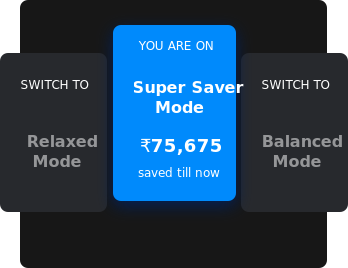 SWITCH TO
Relaxed
Mode
YOU ARE ON
Super Saver
Mode
₹75,675
saved till now
SWITCH TO
Balanced
Mode